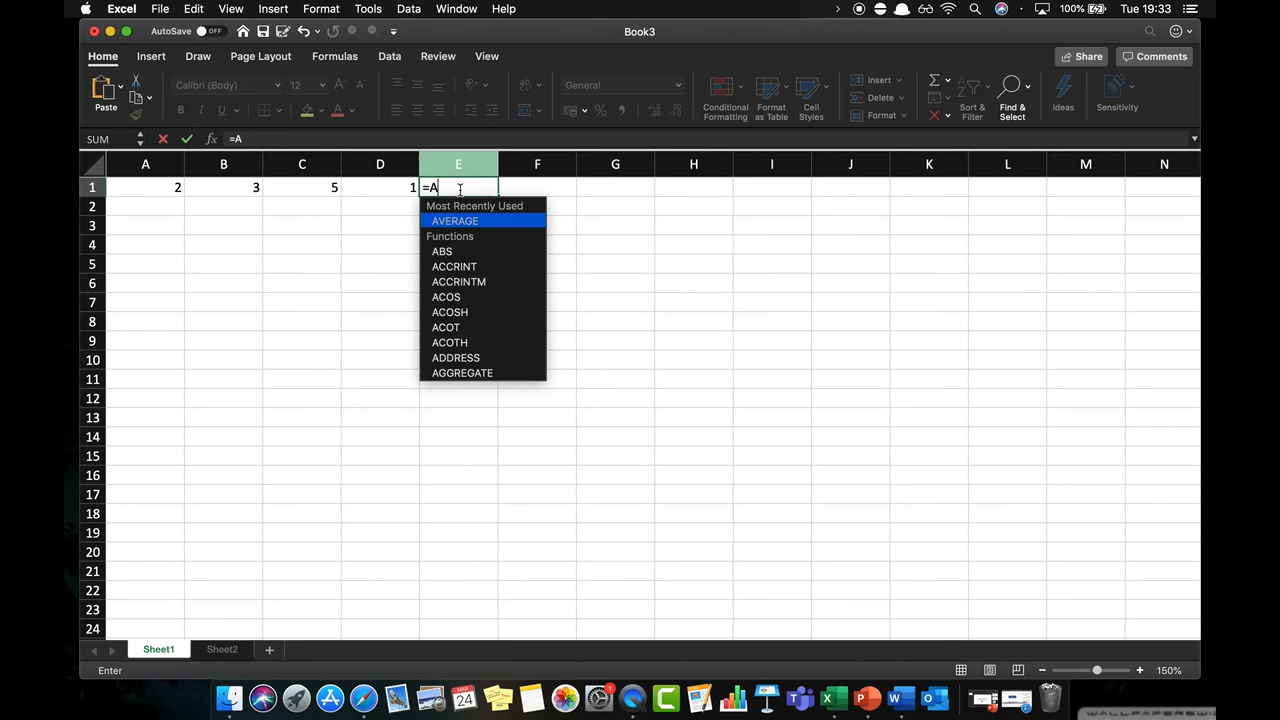 Excel File Edit View Insert Format Tools Data Window Help 100% Tue 19:33
AutoSave OFF Book3
Home Insert Draw Page Layout Formulas Data Review View Share Comments
Paste Calibri (Body) 12 General Conditional Formatting Format as Table Cell Styles Insert Delete Format Sort & Filter Find & Select Ideas Sensitivity
SUM fx =A
A B C D E F G H I J K L M N
1 2 3 5 1 =A
2
3
4
5
6
7
8
9
10
11
12
13
14
15
16
17
18
19
20
21
22
23
24
Most Recently Used
AVERAGE
Functions
ABS
ACCRINT
ACCRINTM
ACOS
ACOSH
ACOT
ACOTH
ADDRESS
AGGREGATE
Sheet1 Sheet2
Enter 150%
MAR
24